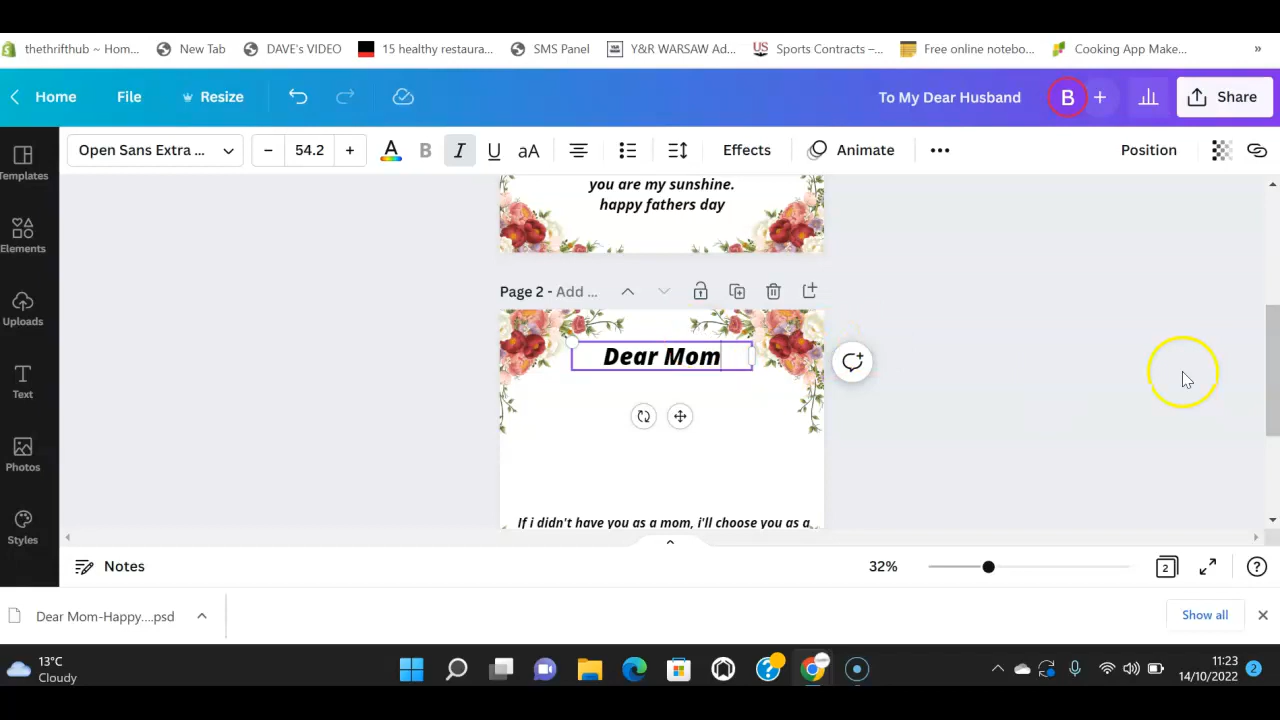 thethrifthub ~ Hom...
New Tab
DAVE's VIDEO
15 healthy restaura...
SMS Panel
Y&R WARSAW Ad...
US
Sports Contracts –...
Free online notebo...
Cooking App Make...
»
Home
File
Resize
To My Dear Husband
B
+
Share
Open Sans Extra ...
−
54.2
+
A
B
I
U
aA
Effects
Animate
Position
Templates
Elements
Uploads
Text
Photos
Styles
you are my sunshine.
happy fathers day
Page 2 - Add ...
Dear Mom
If i didn't have you as a mom, i'll choose you as a
Notes
32%
2
?
Dear Mom-Happy....psd
Show all
13°C
Cloudy
11:23
14/10/2022
2